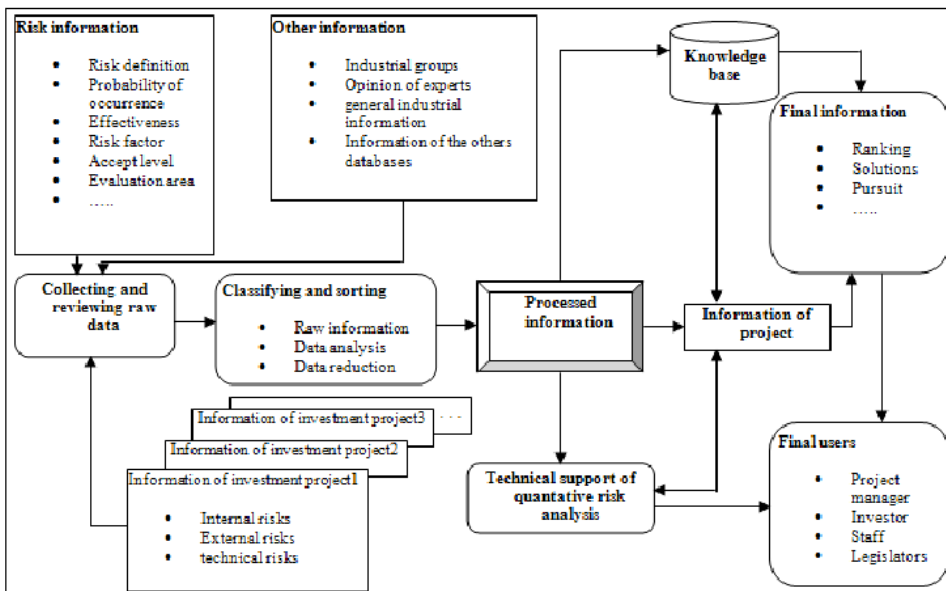 Risk information
• Risk definition
• Probability of
occurrence
• Effectiveness
• Risk factor
• Accept level
• Evaluation area
• .....
Other information
• Industrial groups
• Opinion of experts
• general industrial
information
• Information of the others
databases
Knowledge
base
Final information
• Ranking
• Solutions
• Pursuit
• .....
Collecting and
reviewing raw
data
Classifying and sorting
• Raw information
• Data analysis
• Data reduction
Processed
information
Information of
project
Information of investment project3
. . .
Information of investment project2
Information of investment project1
• Internal risks
• External risks
• technical risks
Technical support of
quantative risk
analysis
Final users
• Project
manager
• Investor
• Staff
• Legislators